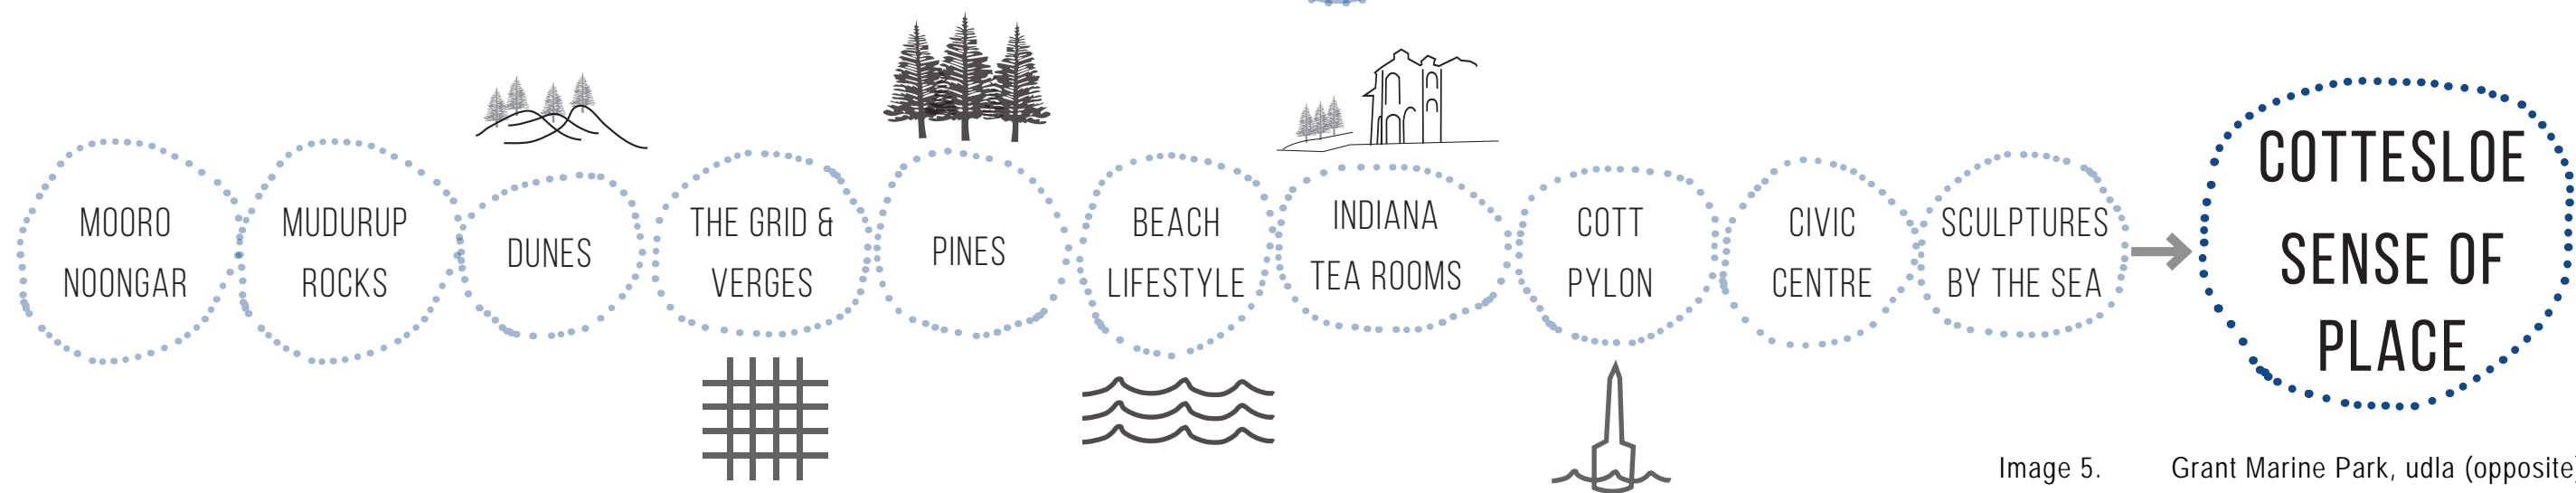 MOORO
NOONGAR
MUDURUP
ROCKS
DUNES
THE GRID &
VERGES
PINES
BEACH
LIFESTYLE
INDIANA
TEA ROOMS
COTT
PYLON
CIVIC
CENTRE
SCULPTURES
BY THE SEA
COTTESLOE
SENSE OF
PLACE
Image 5. Grant Marine Park, udla (opposite)